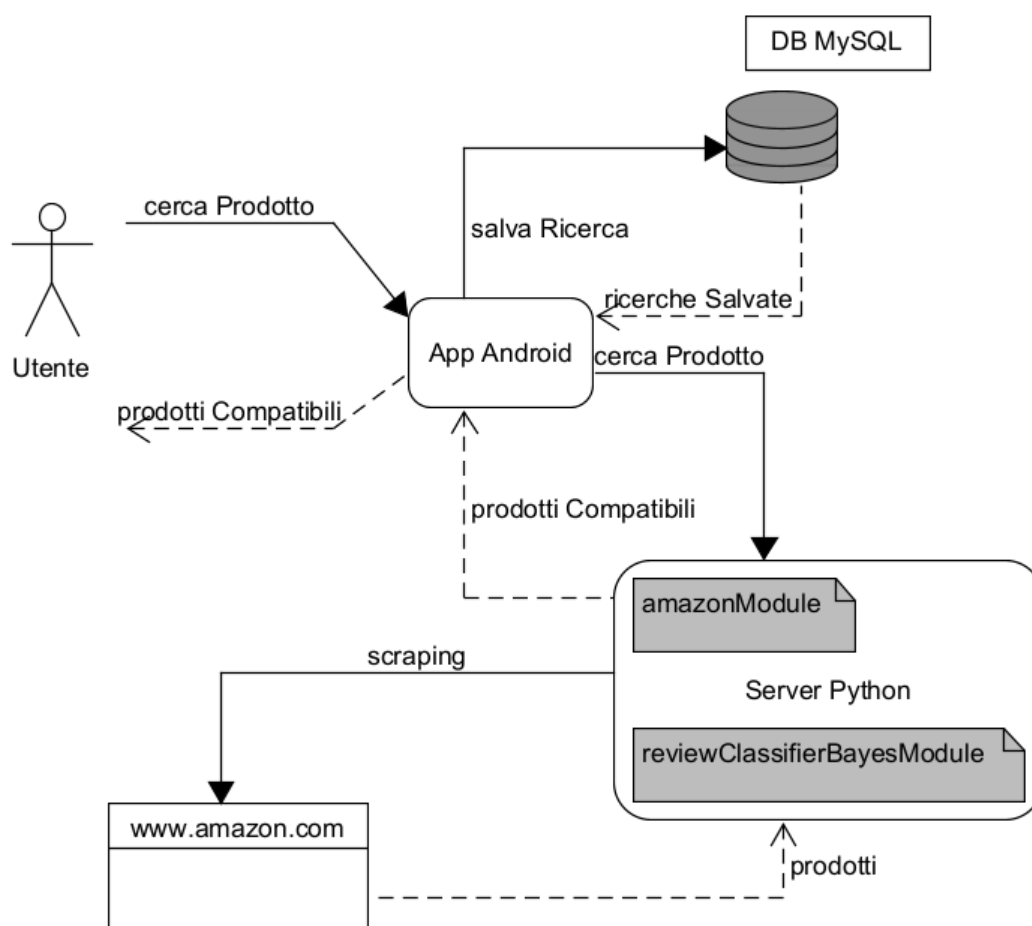 DB MySQL
cerca Prodotto
salva Ricerca
ricerche Salvate
App Android
cerca Prodotto
Utente
prodotti Compatibili
prodotti Compatibili
amazonModule
scraping
Server Python
reviewClassifierBayesModule
www.amazon.com
prodotti